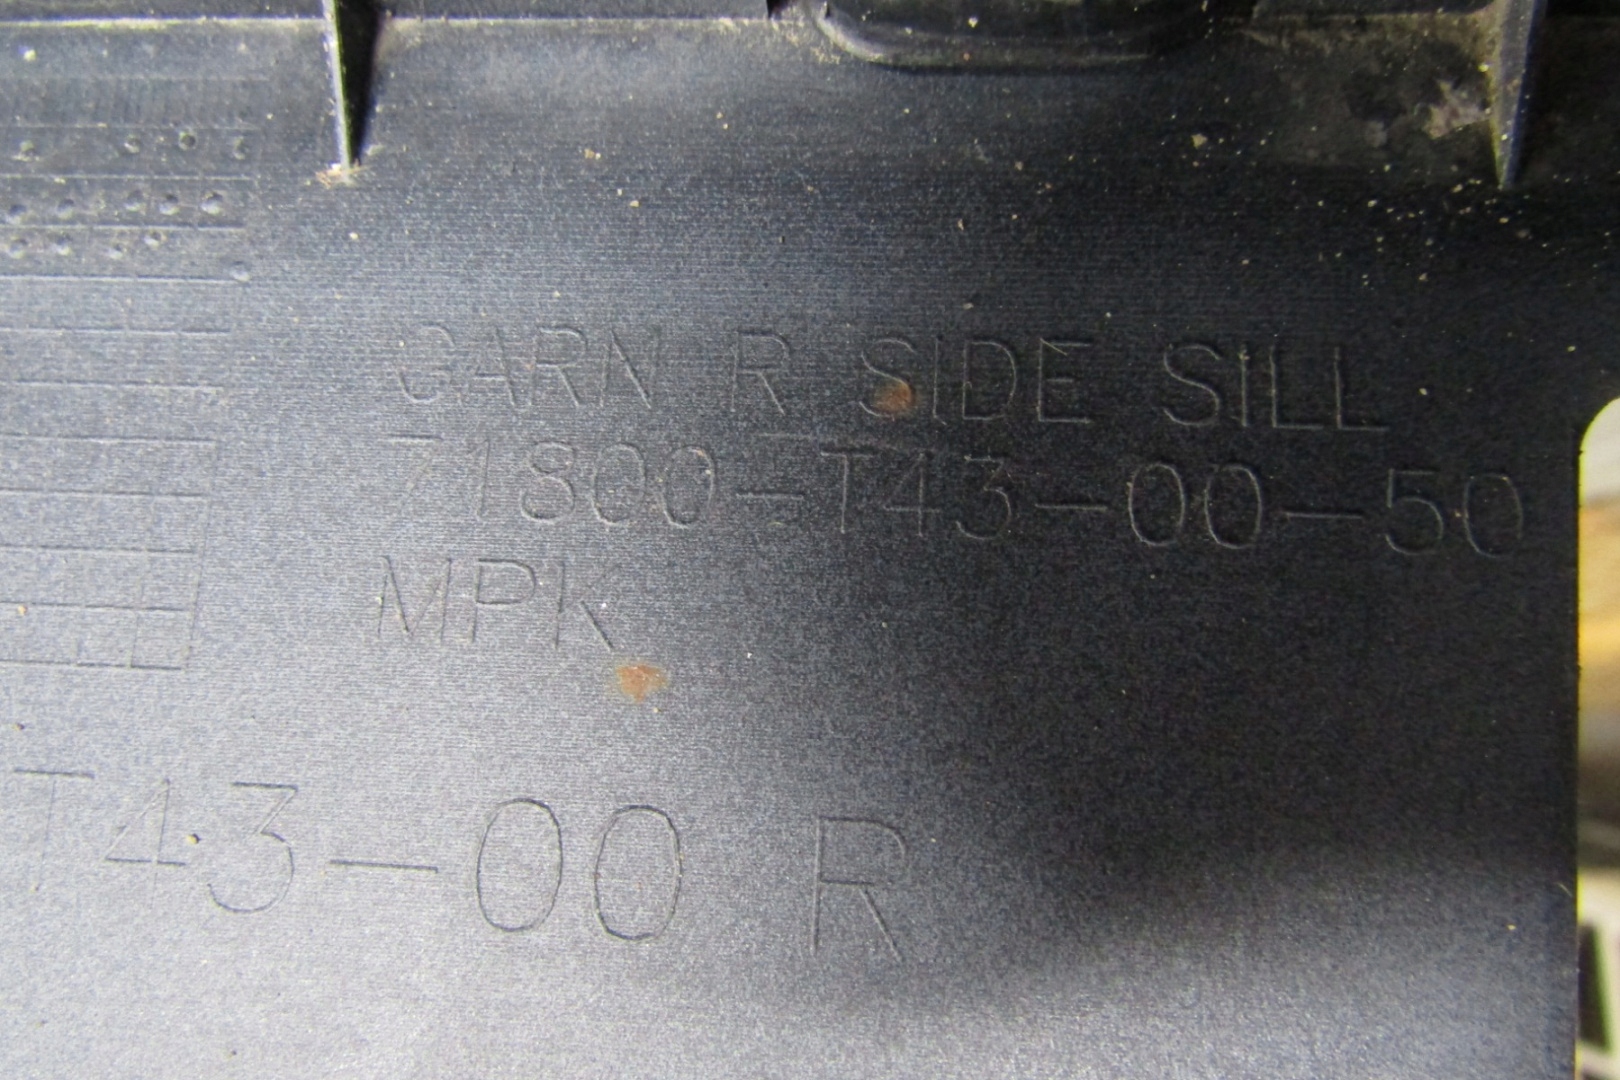 GARN R SIDE SILL
71800-T43-00-50
MPK
T43-00 R